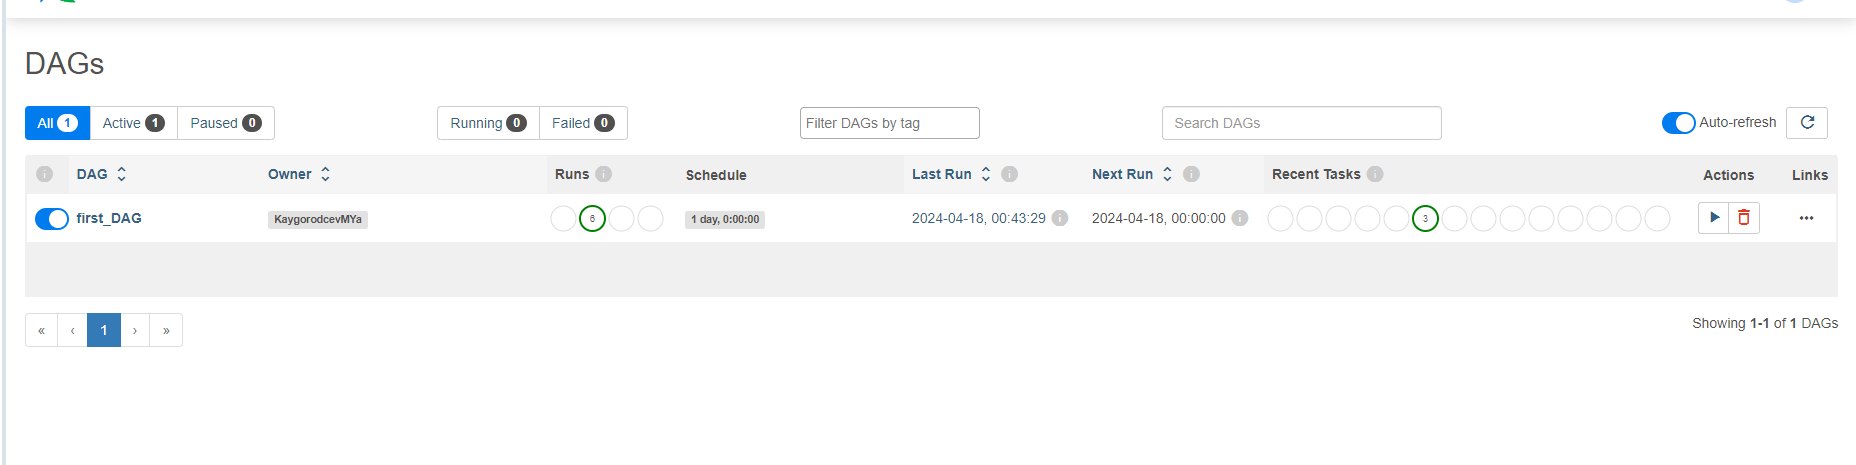 DAGs
All 1 Active 1 Paused 0 Running 0 Failed 0 Filter DAGs by tag Search DAGs Auto-refresh
DAG Owner Runs Schedule Last Run Next Run Recent Tasks Actions Links
first_DAG KaygorodcevMYa 6 1 day, 0:00:00 2024-04-18, 00:43:29 2024-04-18, 00:00:00 3
« ‹ 1 › » Showing 1-1 of 1 DAGs